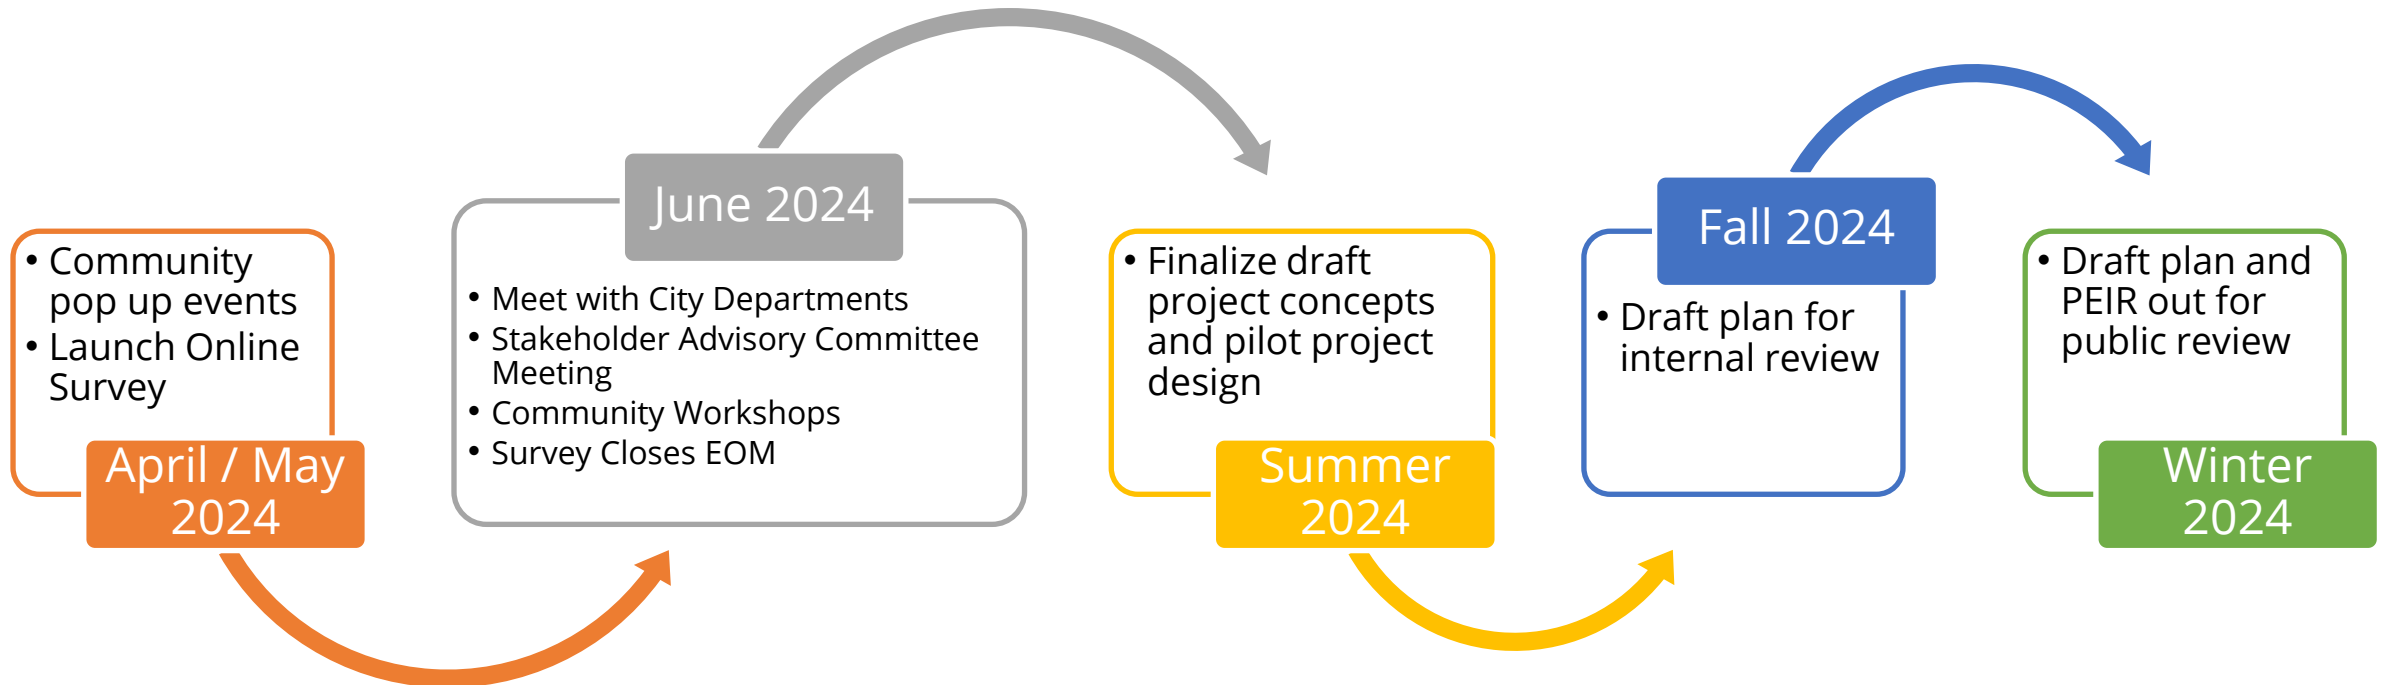 • Community
pop up events
• Launch Online
Survey
April / May
2024
June 2024
• Meet with City Departments
• Stakeholder Advisory Committee
Meeting
• Community Workshops
• Survey Closes EOM
• Finalize draft
project concepts
and pilot project
design
Summer
2024
Fall 2024
• Draft plan for
internal review
• Draft plan and
PEIR out for
public review
Winter
2024